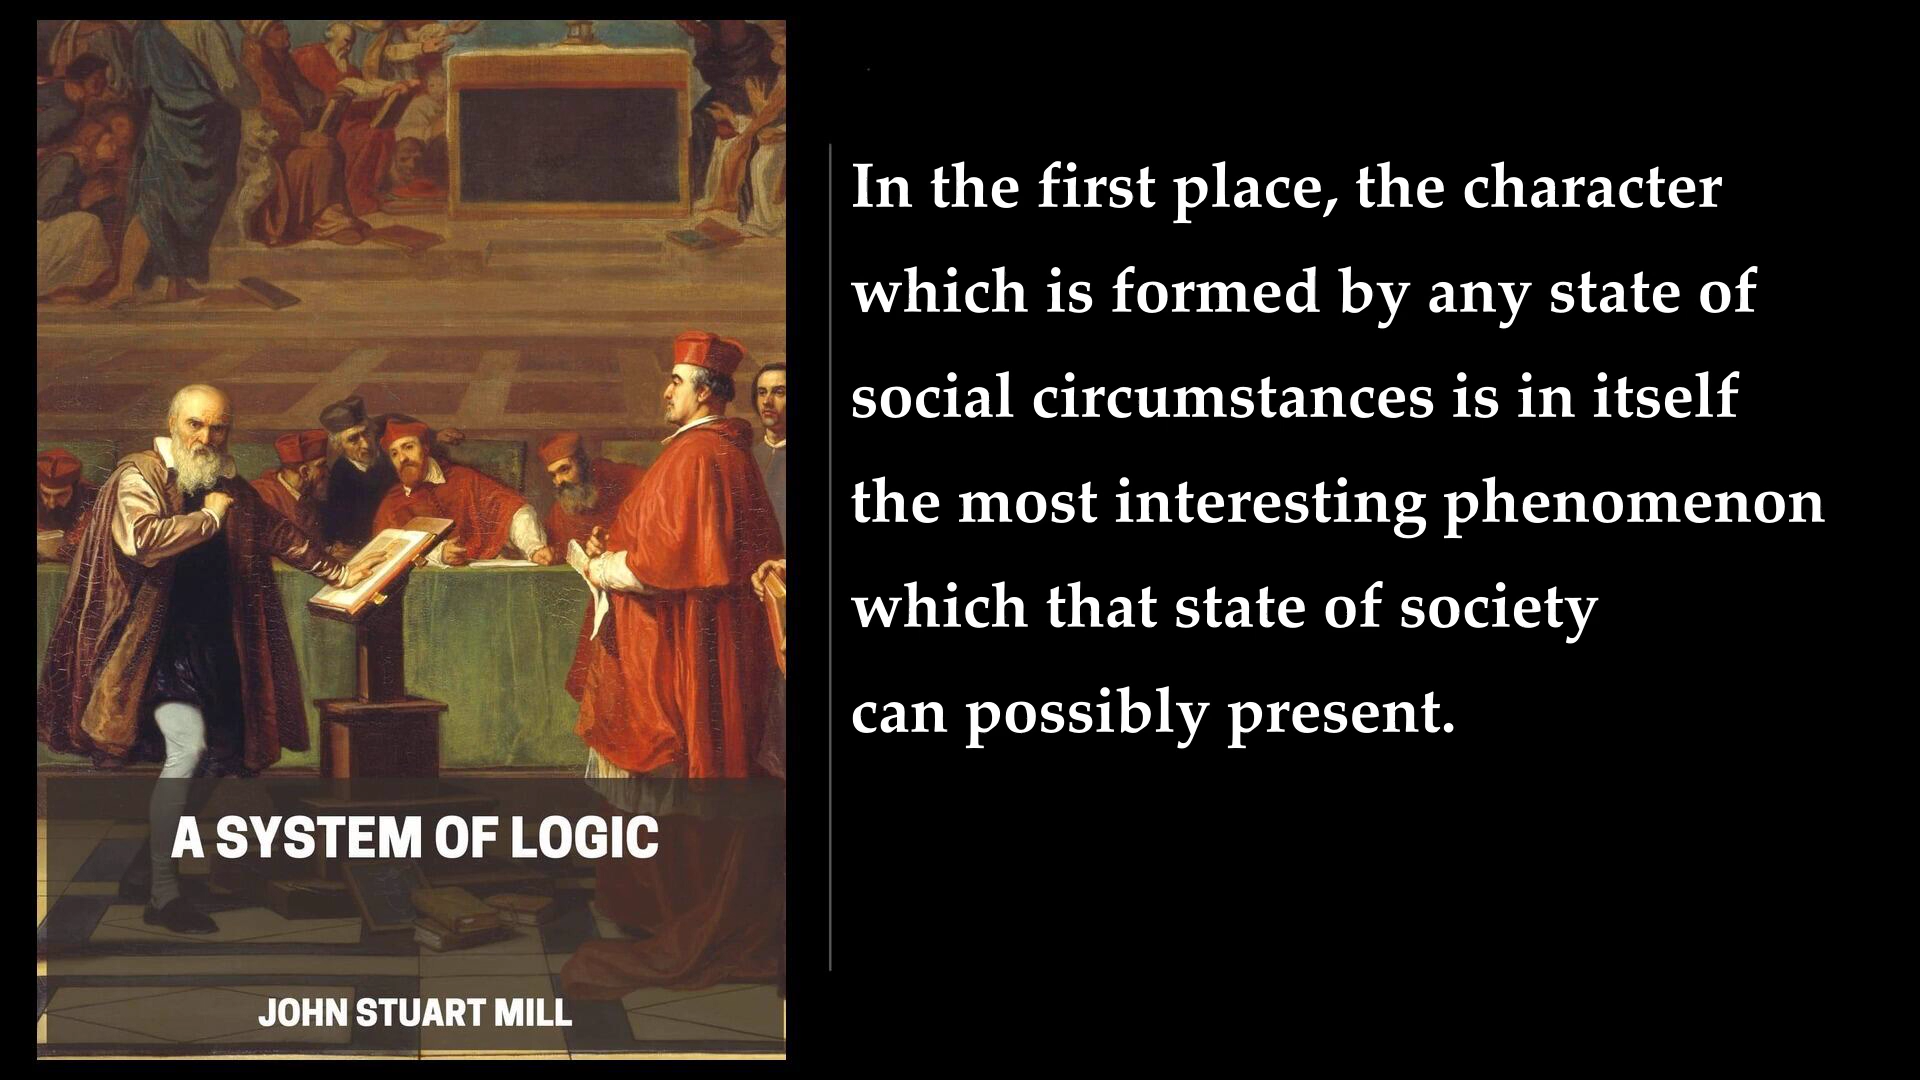 A SYSTEM OF LOGIC
JOHN STUART MILL
In the first place, the character
which is formed by any state of
social circumstances is in itself
the most interesting phenomenon
which that state of society
can possibly present.